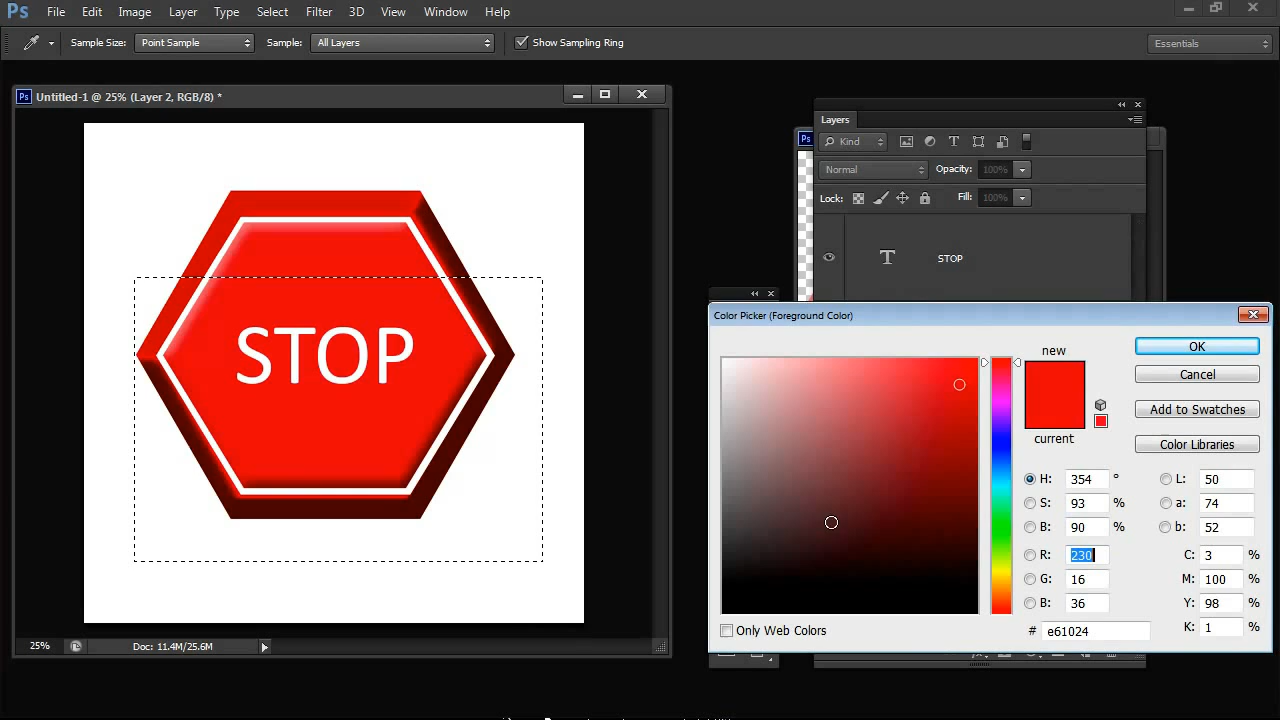 Ps File Edit Image Layer Type Select Filter 3D View Window Help
Sample Size: Point Sample Sample: All Layers Show Sampling Ring Essentials
Ps Untitled-1 @ 25% (Layer 2, RGB/8) *
Layers
Ps
Kind T
Normal Opacity: 100%
Lock: Fill: 100%
T STOP
Color Picker (Foreground Color)
STOP
new
current
OK
Cancel
Add to Swatches
Color Libraries
H: 354 ° L: 50
S: 93 % a: 74
B: 90 % b: 52
R: 230 C: 3 %
G: 16 M: 100 %
B: 36 Y: 98 %
Only Web Colors # e61024 K: 1 %
25% Doc: 11.4M/25.6M